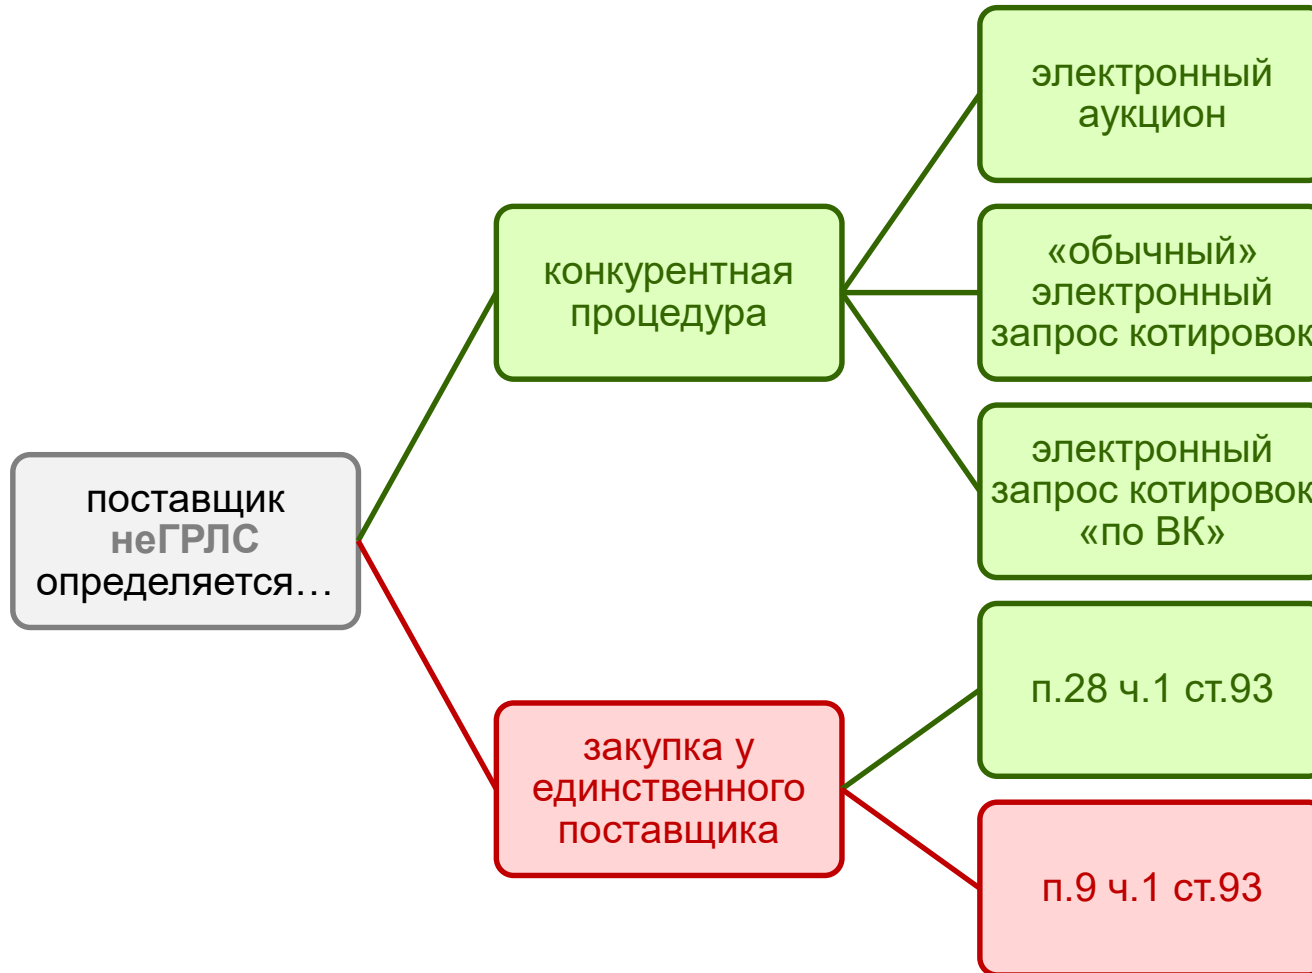 поставщик
неГРЛС
определяется…
конкурентная
процедура
закупка у
единственного
поставщика
электронный
аукцион
«обычный»
электронный
запрос котировок
электронный
запрос котировок
«по ВК»
п.28 ч.1 ст.93
п.9 ч.1 ст.93